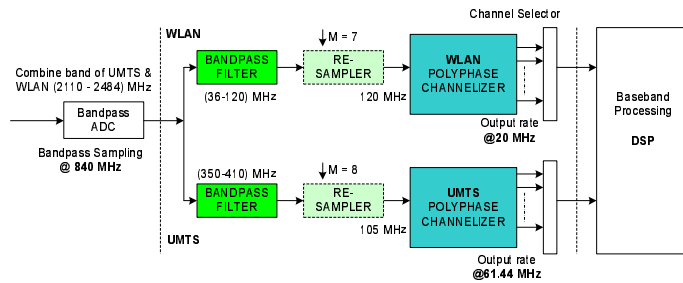 Channel Selector
WLAN
M = 7
BANDPASS
FILTER
RE-
SAMPLER
WLAN
POLYPHASE
CHANNELIZER
Combine band of UMTS &
WLAN (2110 - 2484) MHz
(36-120) MHz
120 MHz
Bandpass
ADC
Output rate
@20 MHz
Baseband
Processing
DSP
Bandpass Sampling
@ 840 MHz
(350-410) MHz
M = 8
BANDPASS
FILTER
RE-
SAMPLER
UMTS
POLYPHASE
CHANNELIZER
105 MHz
UMTS
Output rate
@61.44 MHz